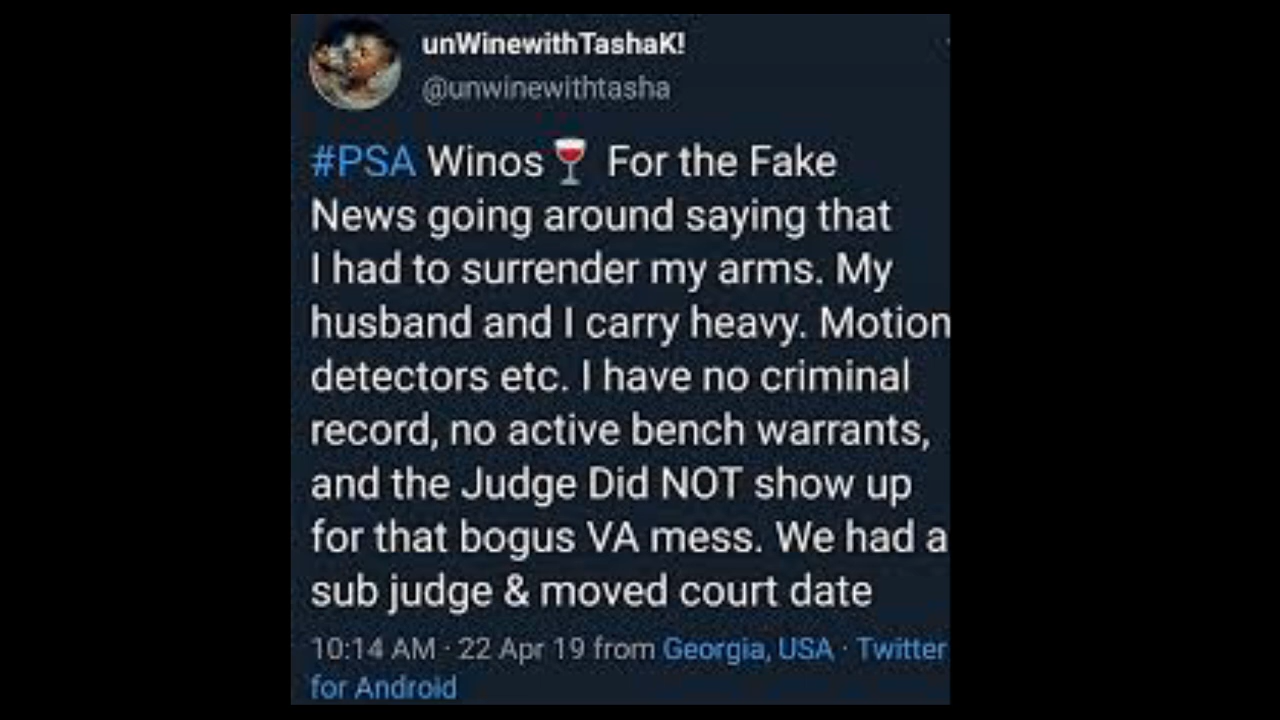 unWinewithTashaK!
@unwinewithtasha
#PSA Winos🍷 For the Fake
News going around saying that
I had to surrender my arms. My
husband and I carry heavy. Motion
detectors etc. I have no criminal
record, no active bench warrants,
and the Judge Did NOT show up
for that bogus VA mess. We had a
sub judge & moved court date
10:14 AM · 22 Apr 19 from Georgia, USA · Twitter
for Android